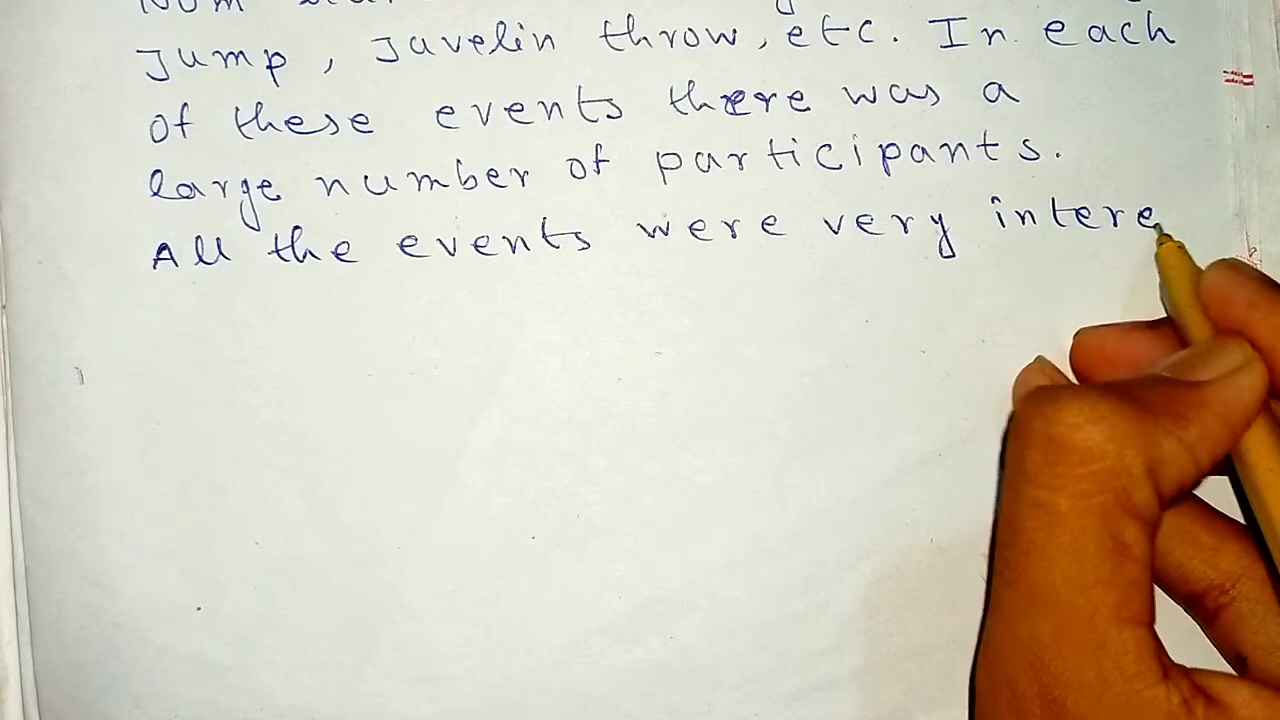 Jump, Javelin throw, etc. In each
of these events there was a
large number of participants.
All the events were very intere